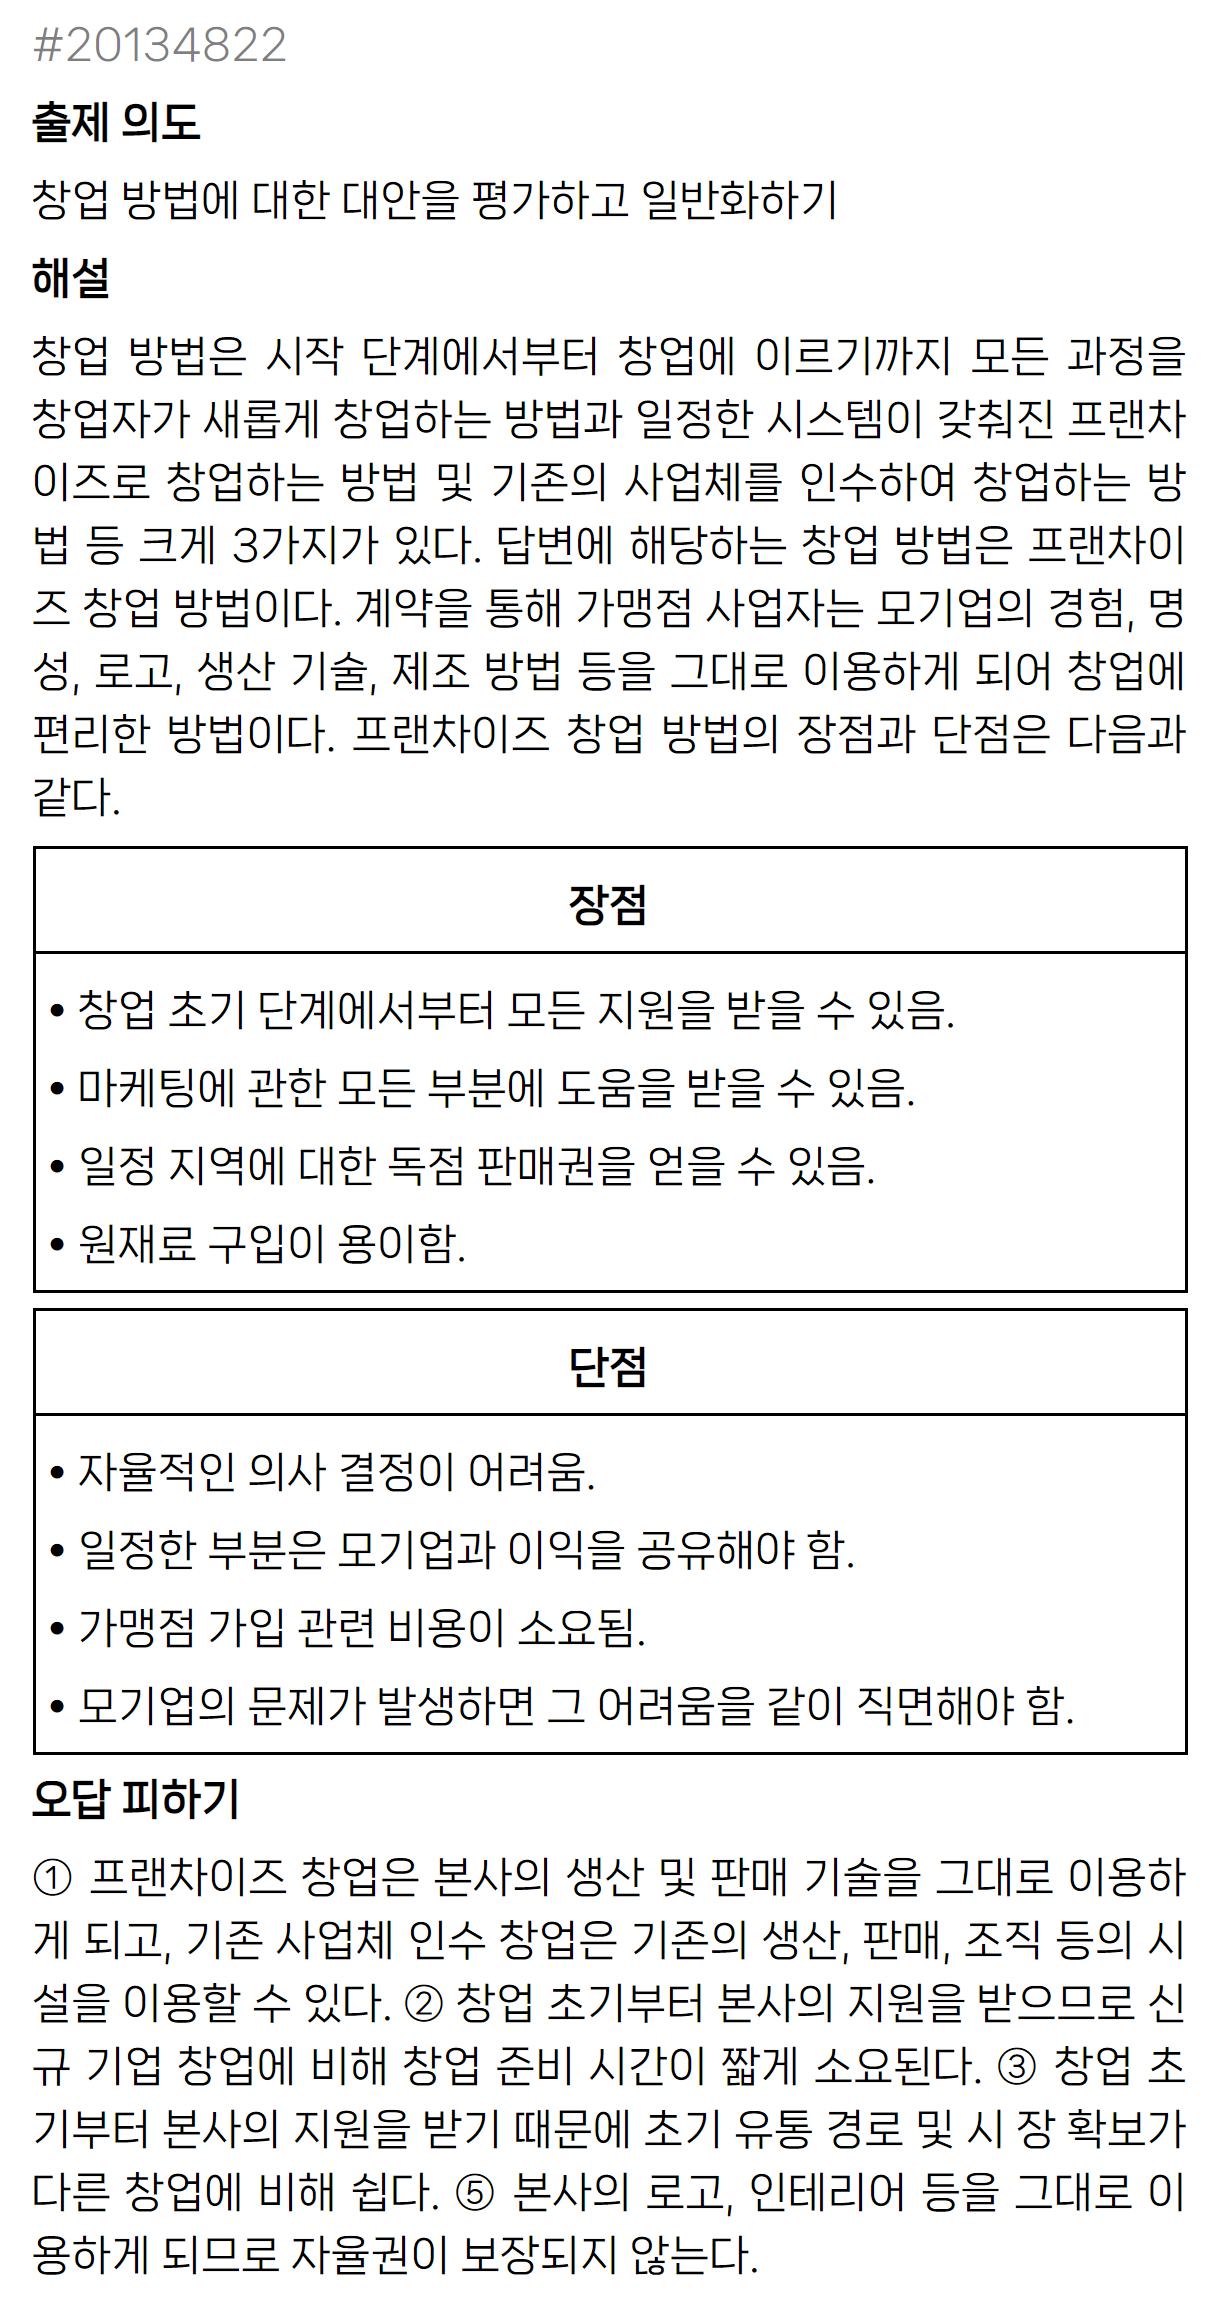 #20134822
출제 의도
창업 방법에 대한 대안을 평가하고 일반화하기
해설
창업 방법은 시작 단계에서부터 창업에 이르기까지 모든 과정을
창업자가 새롭게 창업하는 방법과 일정한 시스템이 갖춰진 프랜차
이즈로 창업하는 방법 및 기존의 사업체를 인수하여 창업하는 방
법 등 크게 3가지가 있다. 답변에 해당하는 창업 방법은 프랜차이
즈 창업 방법이다. 계약을 통해 가맹점 사업자는 모기업의 경험, 명
성, 로고, 생산 기술, 제조 방법 등을 그대로 이용하게 되어 창업에
편리한 방법이다. 프랜차이즈 창업 방법의 장점과 단점은 다음과
같다.
장점
• 창업 초기 단계에서부터 모든 지원을 받을 수 있음.
• 마케팅에 관한 모든 부분에 도움을 받을 수 있음.
• 일정 지역에 대한 독점 판매권을 얻을 수 있음.
• 원재료 구입이 용이함.
단점
• 자율적인 의사 결정이 어려움.
• 일정한 부분은 모기업과 이익을 공유해야 함.
• 가맹점 가입 관련 비용이 소요됨.
• 모기업의 문제가 발생하면 그 어려움을 같이 직면해야 함.
오답 피하기
① 프랜차이즈 창업은 본사의 생산 및 판매 기술을 그대로 이용하
게 되고, 기존 사업체 인수 창업은 기존의 생산, 판매, 조직 등의 시
설을 이용할 수 있다. ② 창업 초기부터 본사의 지원을 받으므로 신
규 기업 창업에 비해 창업 준비 시간이 짧게 소요된다. ③ 창업 초
기부터 본사의 지원을 받기 때문에 초기 유통 경로 및 시 장 확보가
다른 창업에 비해 쉽다. ⑤ 본사의 로고, 인테리어 등을 그대로 이
용하게 되므로 자율권이 보장되지 않는다.